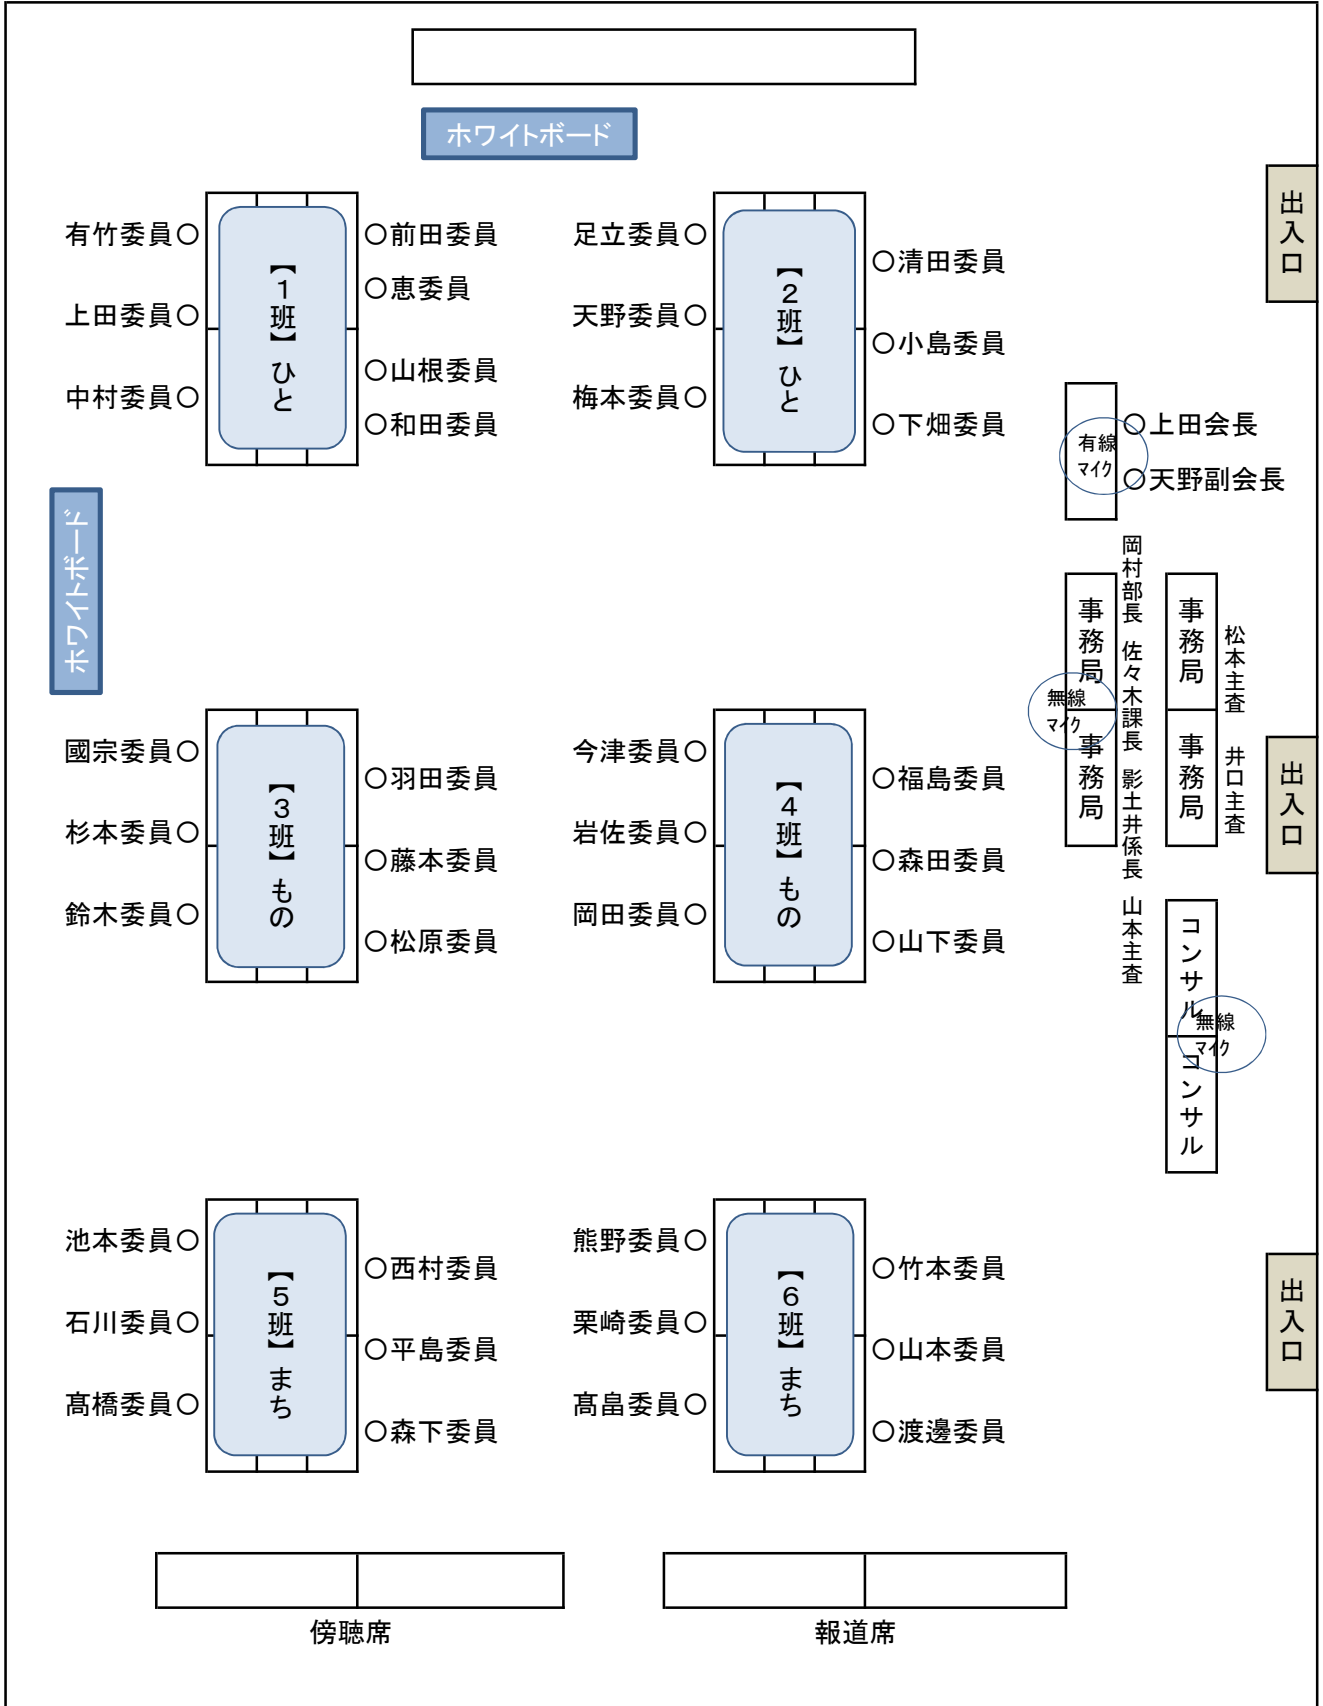 ホワイトボード
出入口
有竹委員○
○前田委員
○恵委員
上田委員○
○山根委員
中村委員○
○和田委員
【1班】ひと
足立委員○
○清田委員
天野委員○
○小島委員
梅本委員○
○下畑委員
【2班】ひと
○上田会長
○天野副会長
有線
マイク
ホワイトボード
事務局
事務局
無線
マイク
岡村部長 佐々木課長 影土井係長 山本主査
事務局
事務局
松本主査 井口主査
出入口
國宗委員○
○羽田委員
杉本委員○
○藤本委員
鈴木委員○
○松原委員
【3班】もの
今津委員○
○福島委員
岩佐委員○
○森田委員
岡田委員○
○山下委員
【4班】もの
コンサル
コンサル
無線
マイク
池本委員○
○西村委員
石川委員○
○平島委員
髙橋委員○
○森下委員
【5班】まち
熊野委員○
○竹本委員
栗崎委員○
○山本委員
髙畠委員○
○渡邊委員
【6班】まち
出入口
傍聴席
報道席